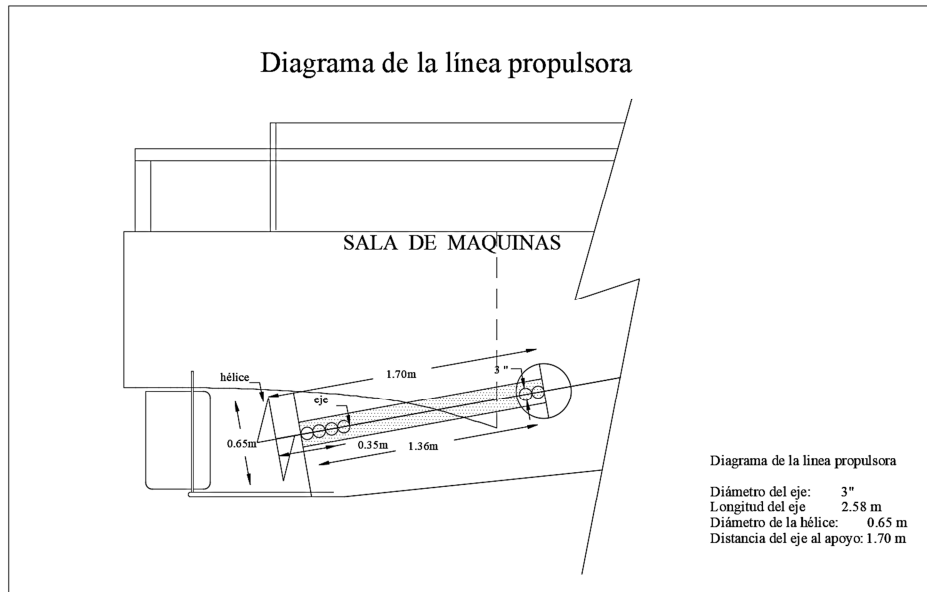 Diagrama de la línea propulsora
SALA DE MAQUINAS
hélice
1.70m
3 "
eje
0.65m
0.35m
1.36m
Diagrama de la linea propulsora
Diámetro del eje: 3"
Longitud del eje 2.58 m
Diámetro de la hélice: 0.65 m
Distancia del eje al apoyo: 1.70 m